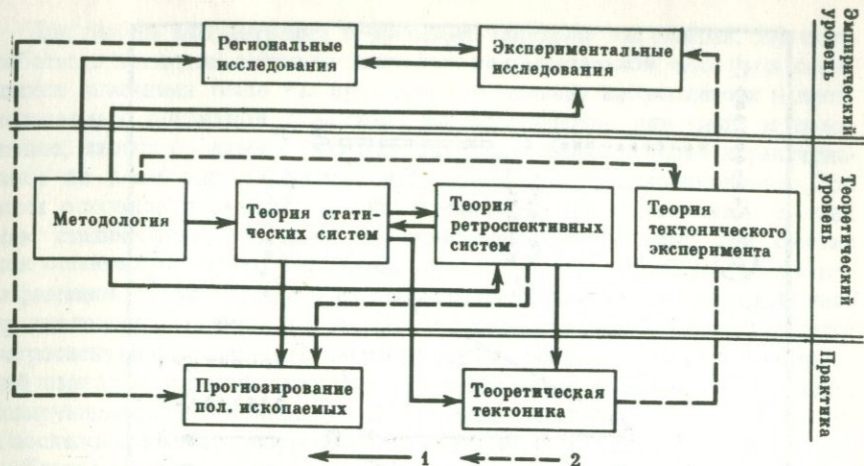 Региональные
исследования
Экспериментальные
исследования
Эмпирический
уровень
Методология
Теория стати-
ческих систем
Теория
ретроспективных
систем
Теория
тектонического
эксперимента
Теоретический
уровень
Прогнозирование
пол. ископаемых
Теоретическая
тектоника
Практика
1
2